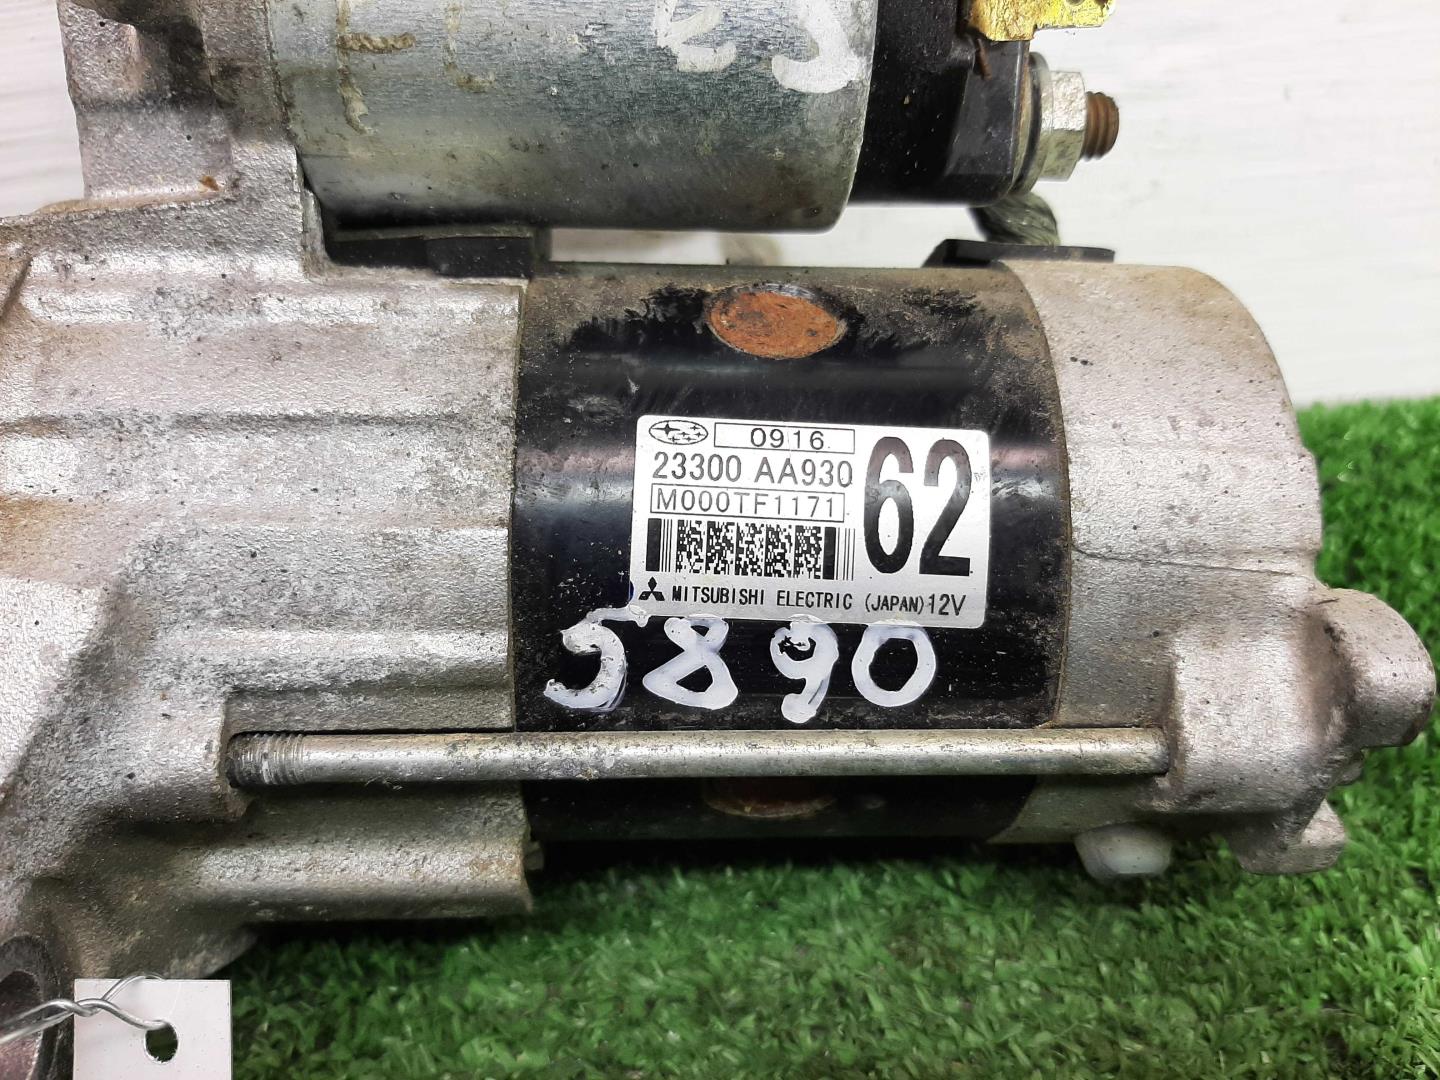 0916
23300 AA930
62
M000TF1171
MITSUBISHI ELECTRIC (JAPAN) 12V
5890